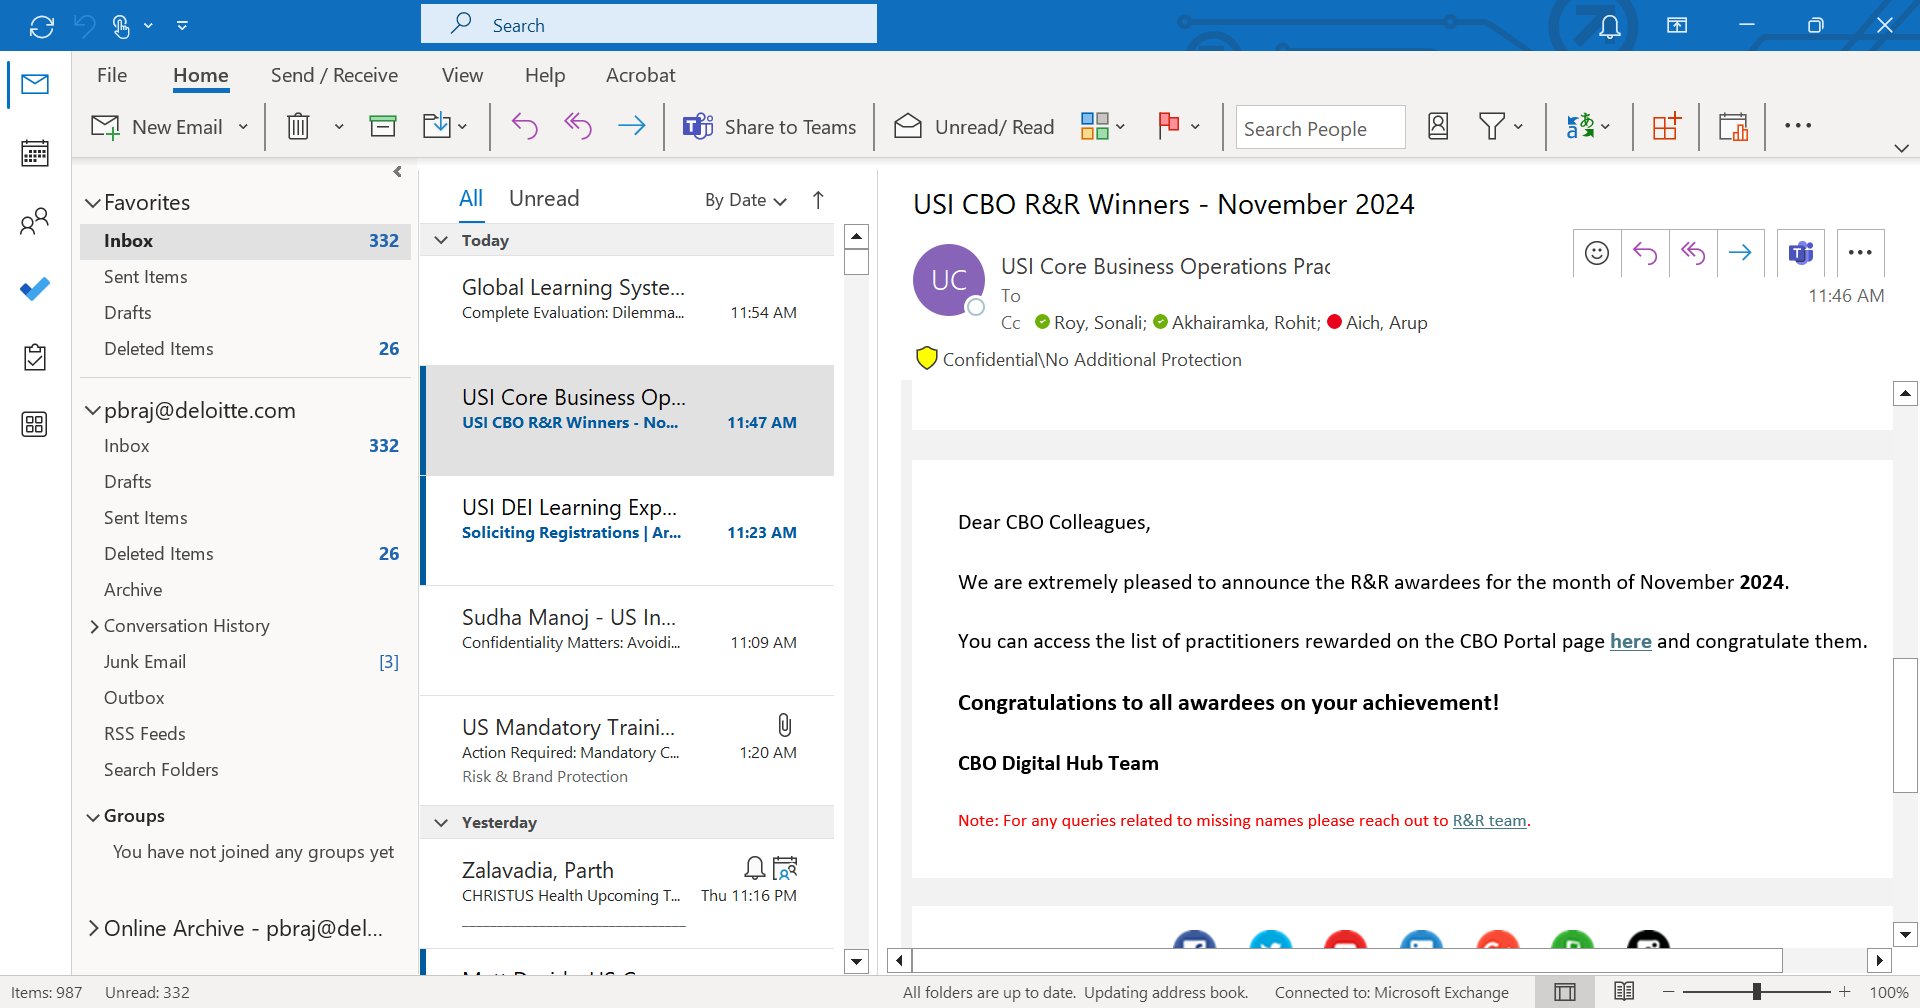 Search
File
Home
Send / Receive
View
Help
Acrobat
New Email
Share to Teams
Unread/ Read
Search People
Favorites
Inbox 332
Sent Items
Drafts
Deleted Items 26
pbraj@deloitte.com
Inbox 332
Drafts
Sent Items
Deleted Items 26
Archive
Conversation History
Junk Email [3]
Outbox
RSS Feeds
Search Folders
Groups
You have not joined any groups yet
Online Archive - pbraj@del...
All Unread By Date
Today
Global Learning Syste...
Complete Evaluation: Dilemma... 11:54 AM
USI Core Business Op...
USI CBO R&R Winners - No... 11:47 AM
USI DEI Learning Exp...
Soliciting Registrations | Ar... 11:23 AM
Sudha Manoj - US In...
Confidentiality Matters: Avoidi... 11:09 AM
US Mandatory Traini...
Action Required: Mandatory C... 1:20 AM
Risk & Brand Protection
Yesterday
Zalavadia, Parth
CHRISTUS Health Upcoming T... Thu 11:16 PM
USI CBO R&R Winners - November 2024
UC
USI Core Business Operations Prac
To
11:46 AM
Cc Roy, Sonali; Akhairamka, Rohit; Aich, Arup
Confidential\No Additional Protection
Dear CBO Colleagues,
We are extremely pleased to announce the R&R awardees for the month of November 2024.
You can access the list of practitioners rewarded on the CBO Portal page here and congratulate them.
Congratulations to all awardees on your achievement!
CBO Digital Hub Team
Note: For any queries related to missing names please reach out to R&R team.
Items: 987 Unread: 332
All folders are up to date. Updating address book. Connected to: Microsoft Exchange 100%